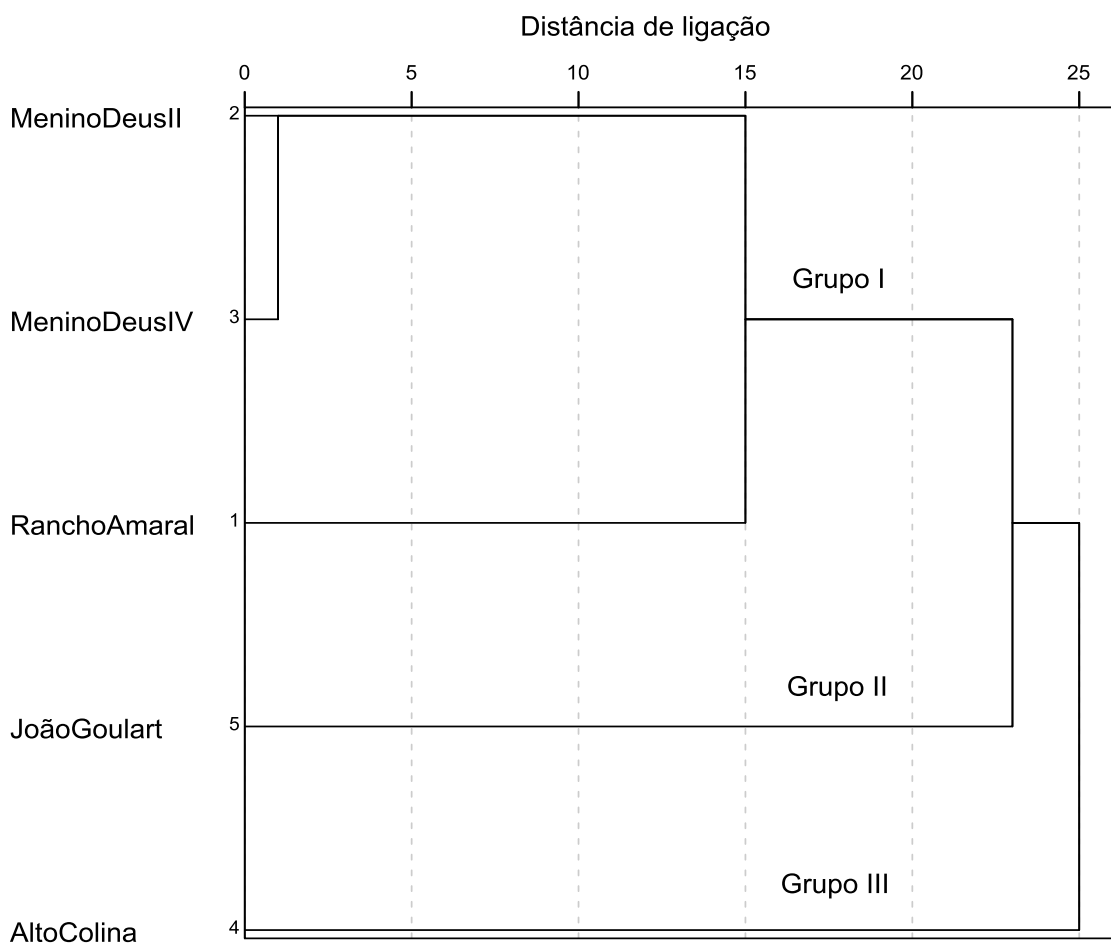 Distância de ligação
0 5 10 15 20 25
MeninoDeusII 2
Grupo I
MeninoDeusIV 3
RanchoAmaral 1
Grupo II
JoãoGoulart 5
Grupo III
AltoColina 4